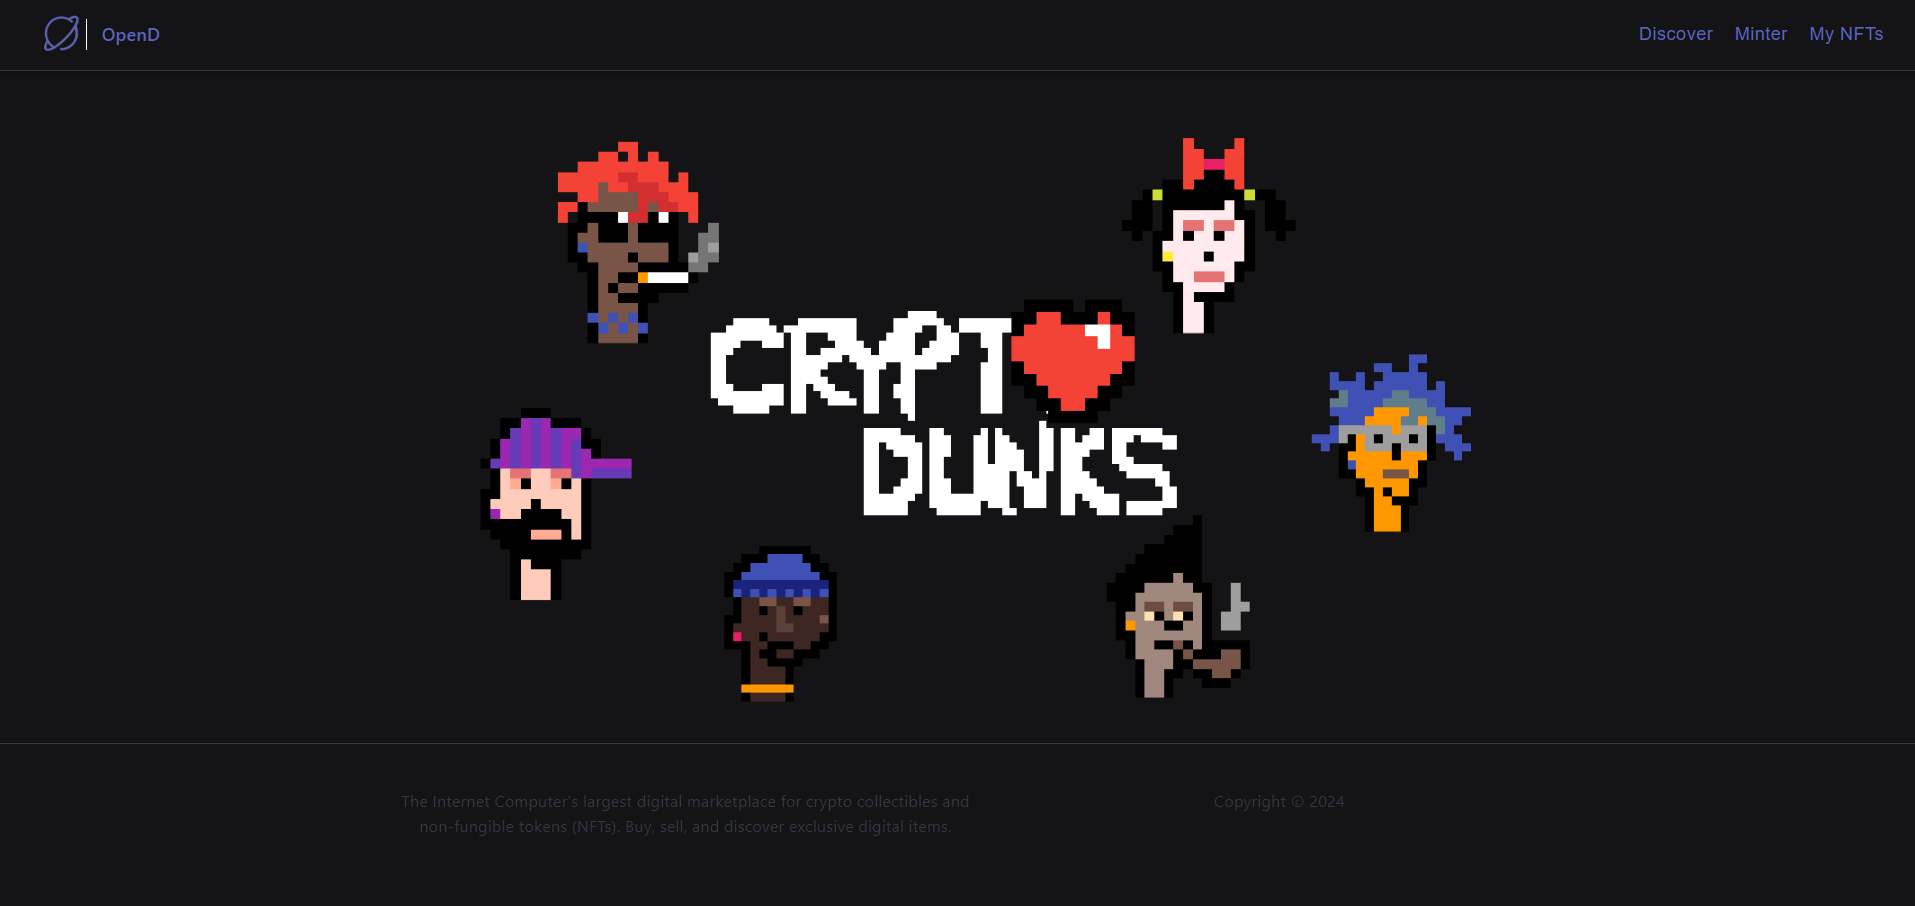 OpenD
Discover Minter My NFTs
CRYPT
DUNKS
The Internet Computer's largest digital marketplace for crypto collectibles and
non-fungible tokens (NFTs). Buy, sell, and discover exclusive digital items.
Copyright © 2024